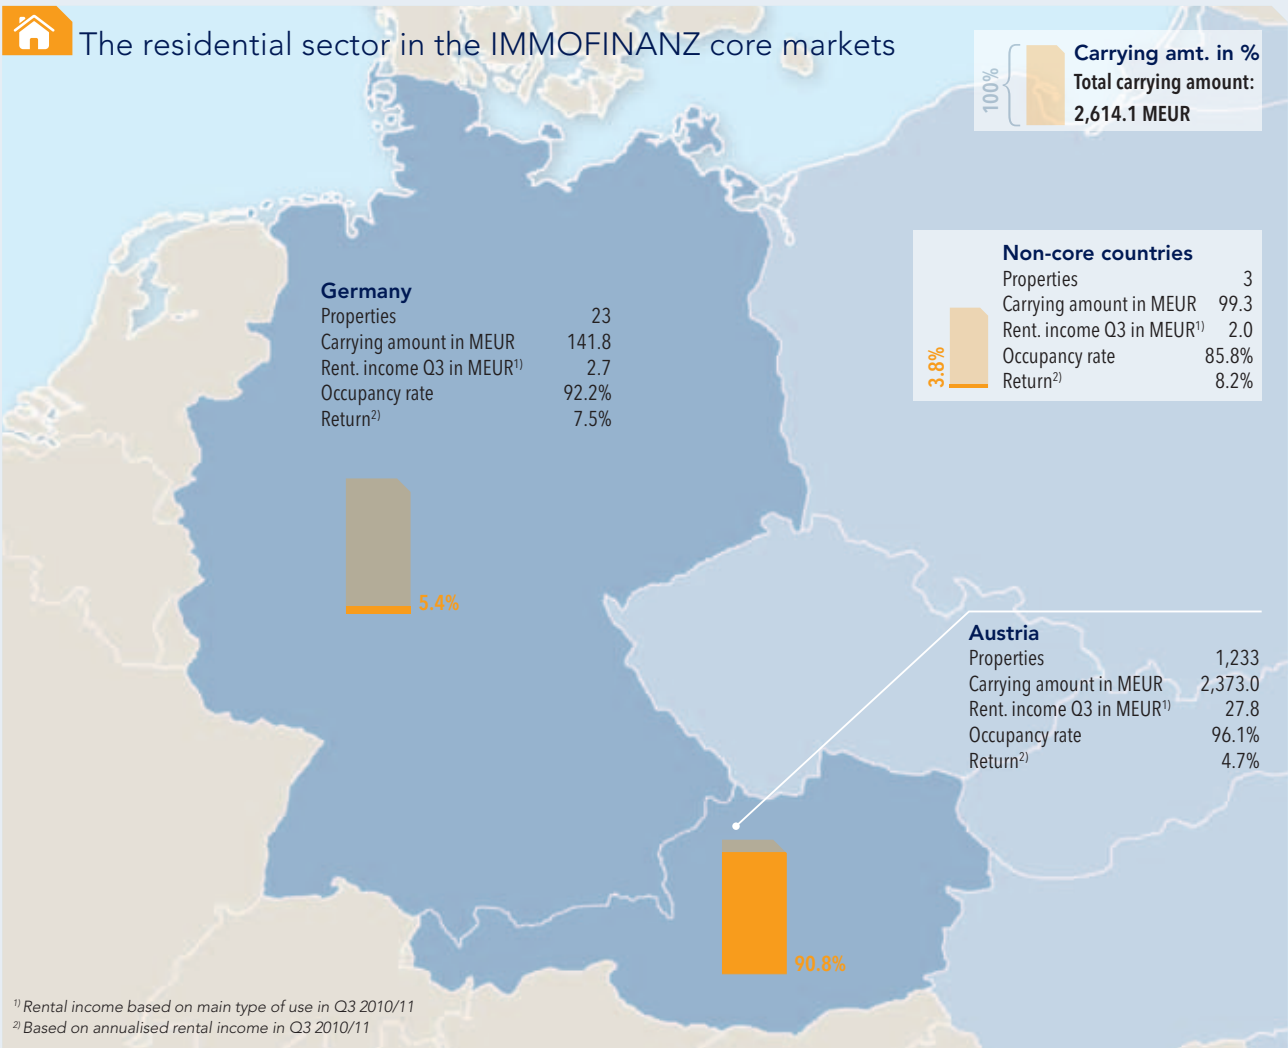 The residential sector in the IMMOFINANZ core markets
100%
Carrying amt. in %
Total carrying amount:
2,614.1 MEUR
Non-core countries
Properties 3
Carrying amount in MEUR 99.3
Rent. income Q3 in MEUR1) 2.0
Occupancy rate 85.8%
Return2) 8.2%
3.8%
Germany
Properties 23
Carrying amount in MEUR 141.8
Rent. income Q3 in MEUR1) 2.7
Occupancy rate 92.2%
Return2) 7.5%
5.4%
Austria
Properties 1,233
Carrying amount in MEUR 2,373.0
Rent. income Q3 in MEUR1) 27.8
Occupancy rate 96.1%
Return2) 4.7%
90.8%
1) Rental income based on main type of use in Q3 2010/11
2) Based on annualised rental income in Q3 2010/11